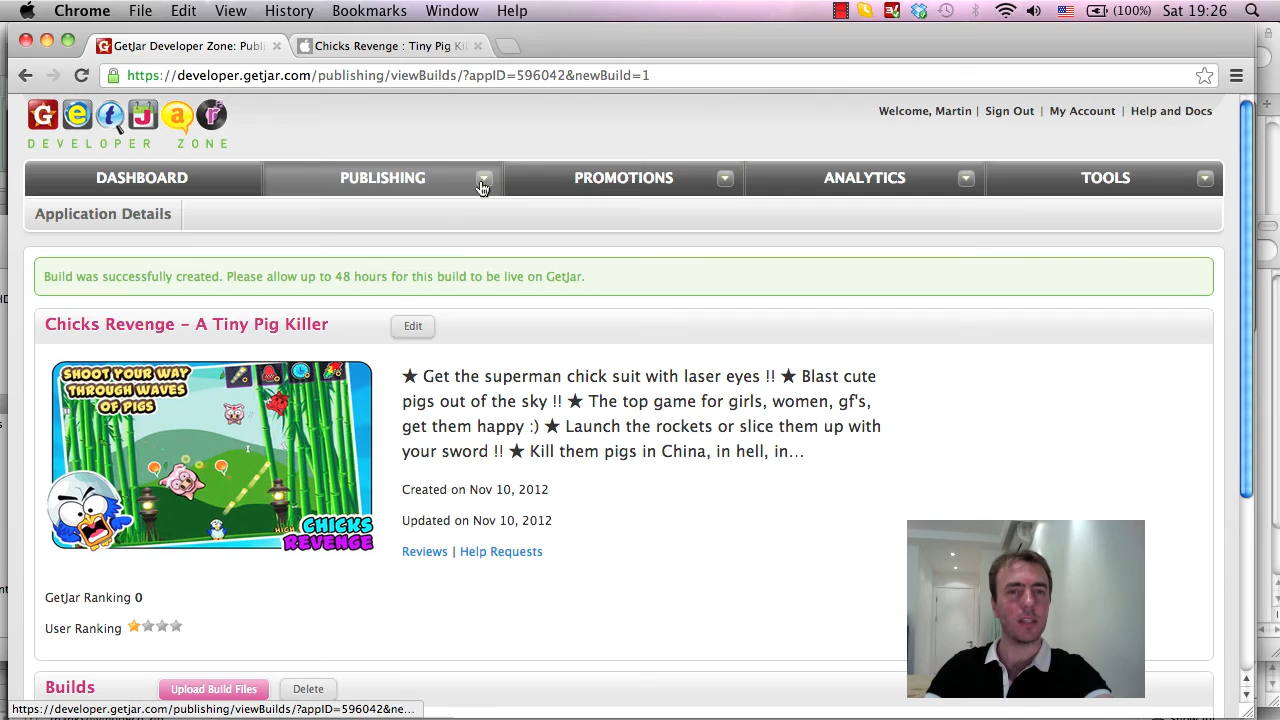 Chrome File Edit View History Bookmarks Window Help (100%) Sat 19:26
GetJar Developer Zone: Publ Chicks Revenge : Tiny Pig Kil
https://developer.getjar.com/publishing/viewBuilds/?appID=596042&newBuild=1
GetJar
DEVELOPER ZONE
Welcome, Martin | Sign Out | My Account | Help and Docs
DASHBOARD PUBLISHING PROMOTIONS ANALYTICS TOOLS
Application Details
Build was successfully created. Please allow up to 48 hours for this build to be live on GetJar.
Chicks Revenge - A Tiny Pig Killer Edit
SHOOT YOUR WAY
THROUGH WAVES
OF PIGS
HIGH
CHICKS
REVENGE
★ Get the superman chick suit with laser eyes !! ★ Blast cute
pigs out of the sky !! ★ The top game for girls, women, gf's,
get them happy :) ★ Launch the rockets or slice them up with
your sword !! ★ Kill them pigs in China, in hell, in...
Created on Nov 10, 2012
Updated on Nov 10, 2012
Reviews | Help Requests
GetJar Ranking 0
User Ranking
Builds Upload Build Files Delete
https://developer.getjar.com/publishing/viewBuilds/?appID=596042&ne...